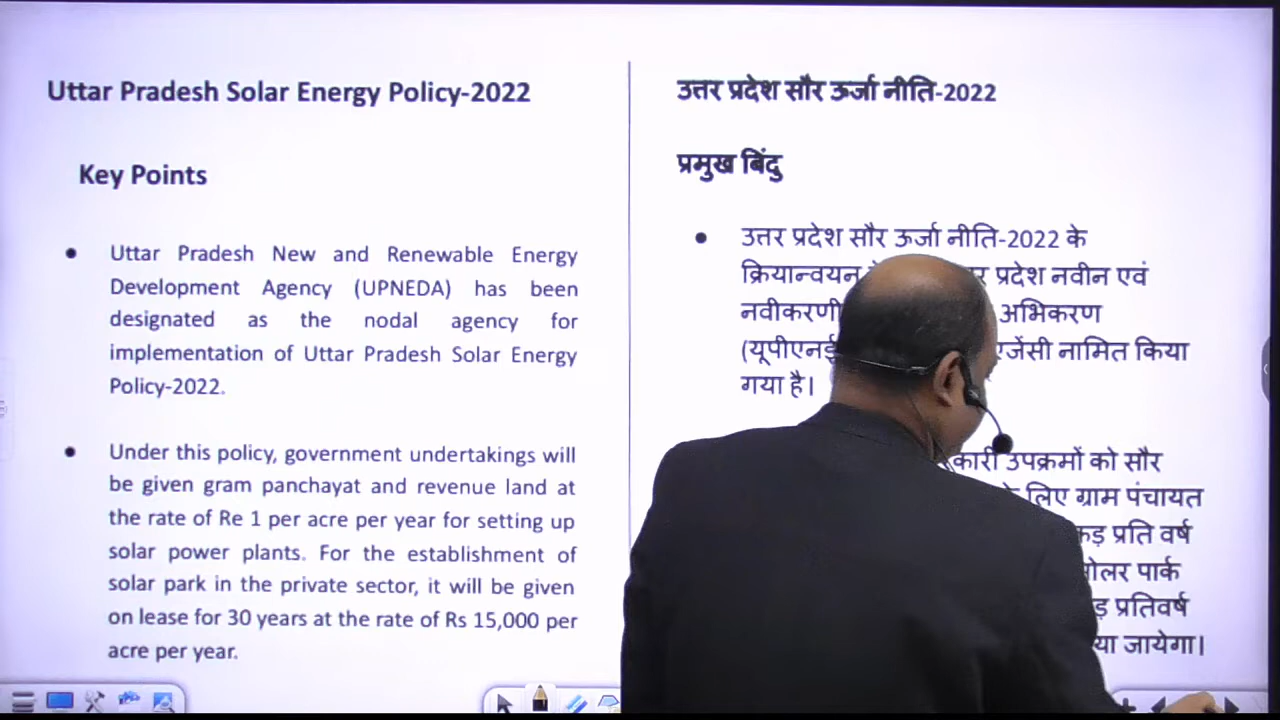 Uttar Pradesh Solar Energy Policy-2022
Key Points
Uttar Pradesh New and Renewable Energy
Development Agency (UPNEDA) has been
designated as the nodal agency for
implementation of Uttar Pradesh Solar Energy
Policy-2022.
Under this policy, government undertakings will
be given gram panchayat and revenue land at
the rate of Re 1 per acre per year for setting up
solar power plants. For the establishment of
solar park in the private sector, it will be given
on lease for 30 years at the rate of Rs 15,000 per
acre per year.
उत्तर प्रदेश सौर ऊर्जा नीति-2022
प्रमुख बिंदु
उत्तर प्रदेश सौर ऊर्जा नीति-2022 के
क्रियान्वयन प्रदेश नवीन एवं
अभिकरण
एजेंसी नामित किया
गया है।
उपक्रमों को सौर
लिए ग्राम पंचायत
प्रति वर्ष
पार्क
प्रतिवर्ष
जायेगा।